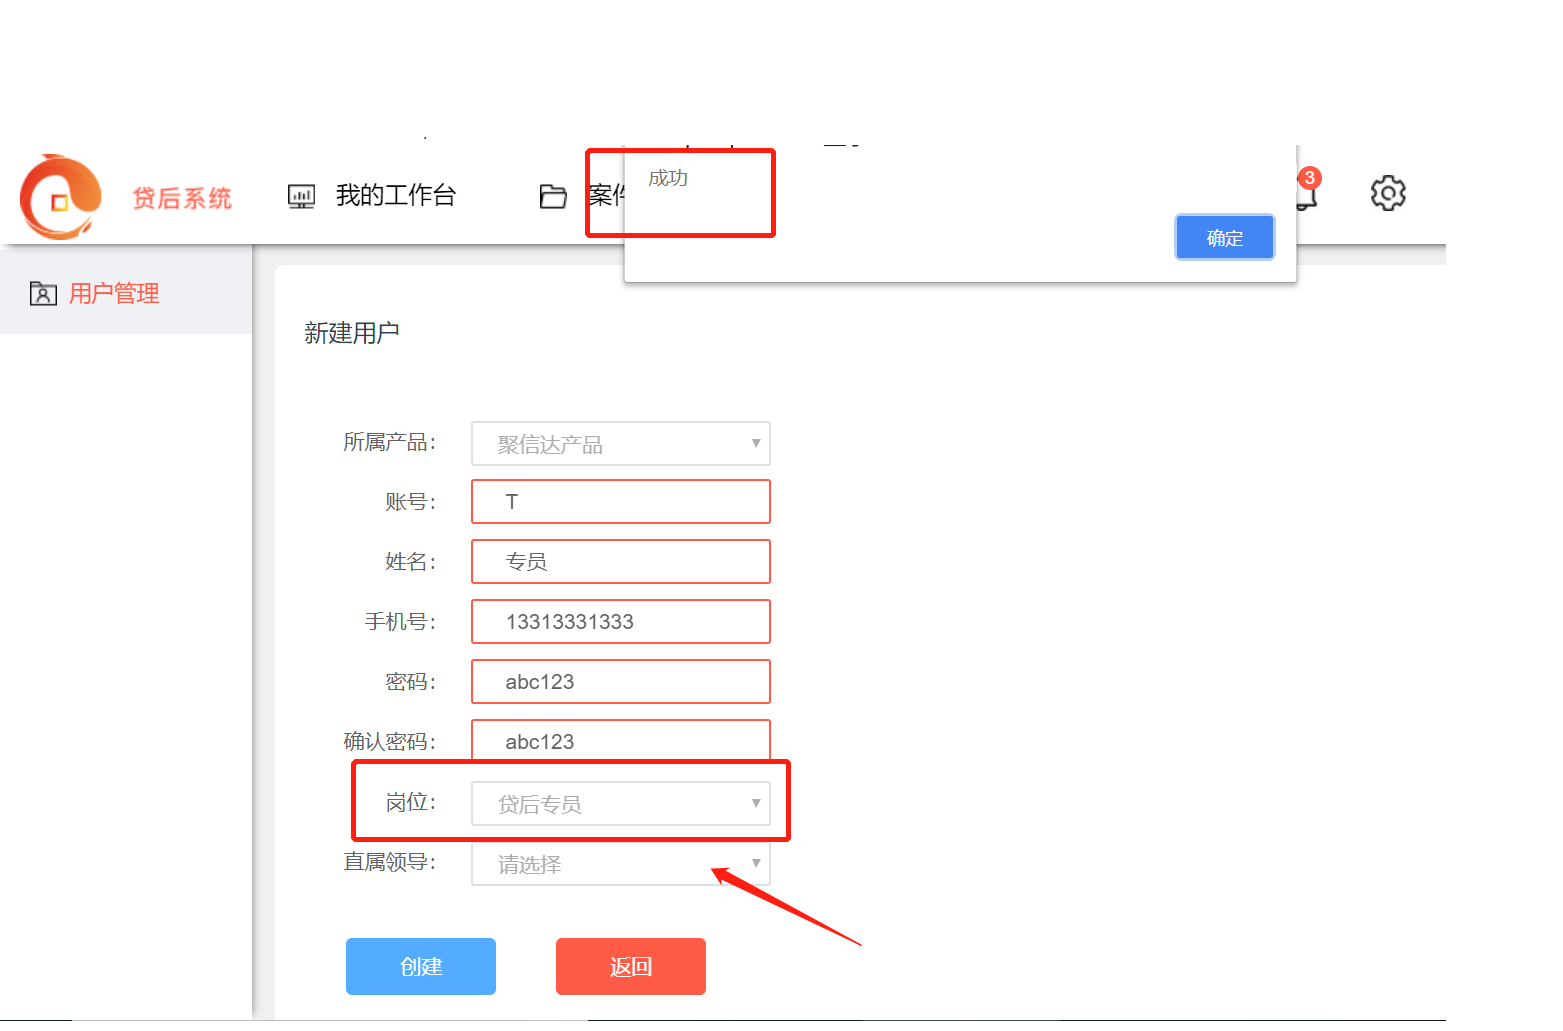 贷后系统
我的工作台
案件
成功
3
确定
用户管理
新建用户
所属产品: 聚信达产品
账号: T
姓名: 专员
手机号: 13313331333
密码: abc123
确认密码: abc123
岗位: 贷后专员
直属领导: 请选择
创建 返回